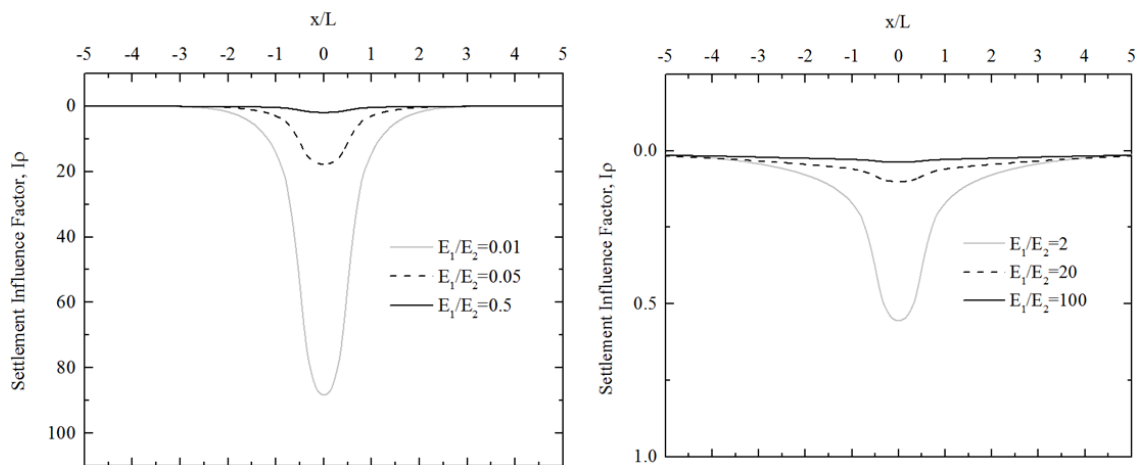 x/L
-5 -4 -3 -2 -1 0 1 2 3 4 5
0
20
40
60
80
100
Settlement Influence Factor, Iρ
E₁/E₂=0.01
E₁/E₂=0.05
E₁/E₂=0.5
x/L
-5 -4 -3 -2 -1 0 1 2 3 4 5
0.0
0.5
1.0
Settlement Influence Factor, Iρ
E₁/E₂=2
E₁/E₂=20
E₁/E₂=100